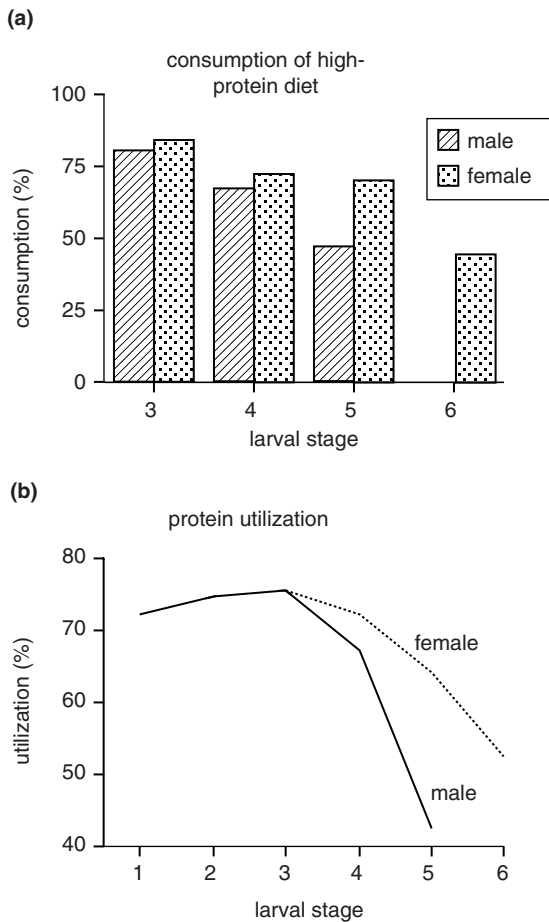 (a)
consumption of high-
protein diet
100
75
50
25
0
consumption (%)
male
female
3 4 5 6
larval stage
(b)
protein utilization
80
70
60
50
40
utilization (%)
female
male
1 2 3 4 5 6
larval stage